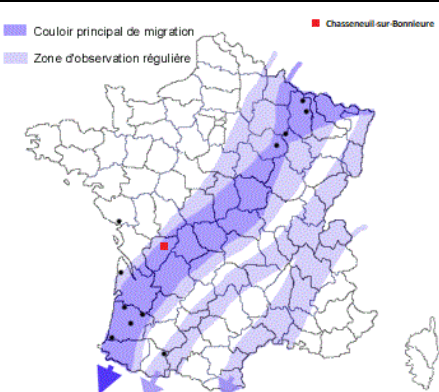 Couloir principal de migration
Chasseneuil-sur-Bonnieure
Zone d'observation régulière